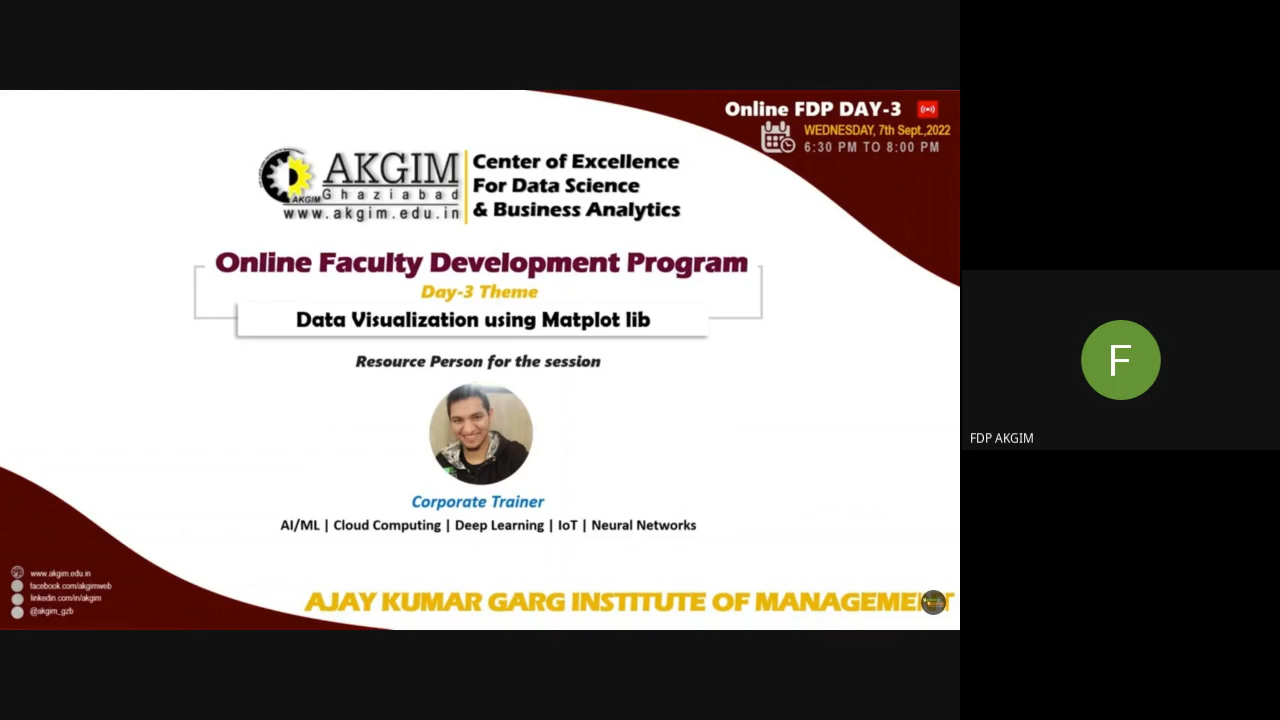 Online FDP DAY-3
WEDNESDAY, 7th Sept.,2022
6:30 PM TO 8:00 PM
AKGIM
Ghaziabad
AKGIM
www.akgim.edu.in
Center of Excellence
For Data Science
& Business Analytics
Online Faculty Development Program
Day-3 Theme
Data Visualization using Matplot lib
Resource Person for the session
Corporate Trainer
AI/ML | Cloud Computing | Deep Learning | IoT | Neural Networks
www.akgim.edu.in
facebook.com/akgimweb
linkedin.com/in/akgim
@akgim_gzb
AJAY KUMAR GARG INSTITUTE OF MANAGEMENT
F
FDP AKGIM